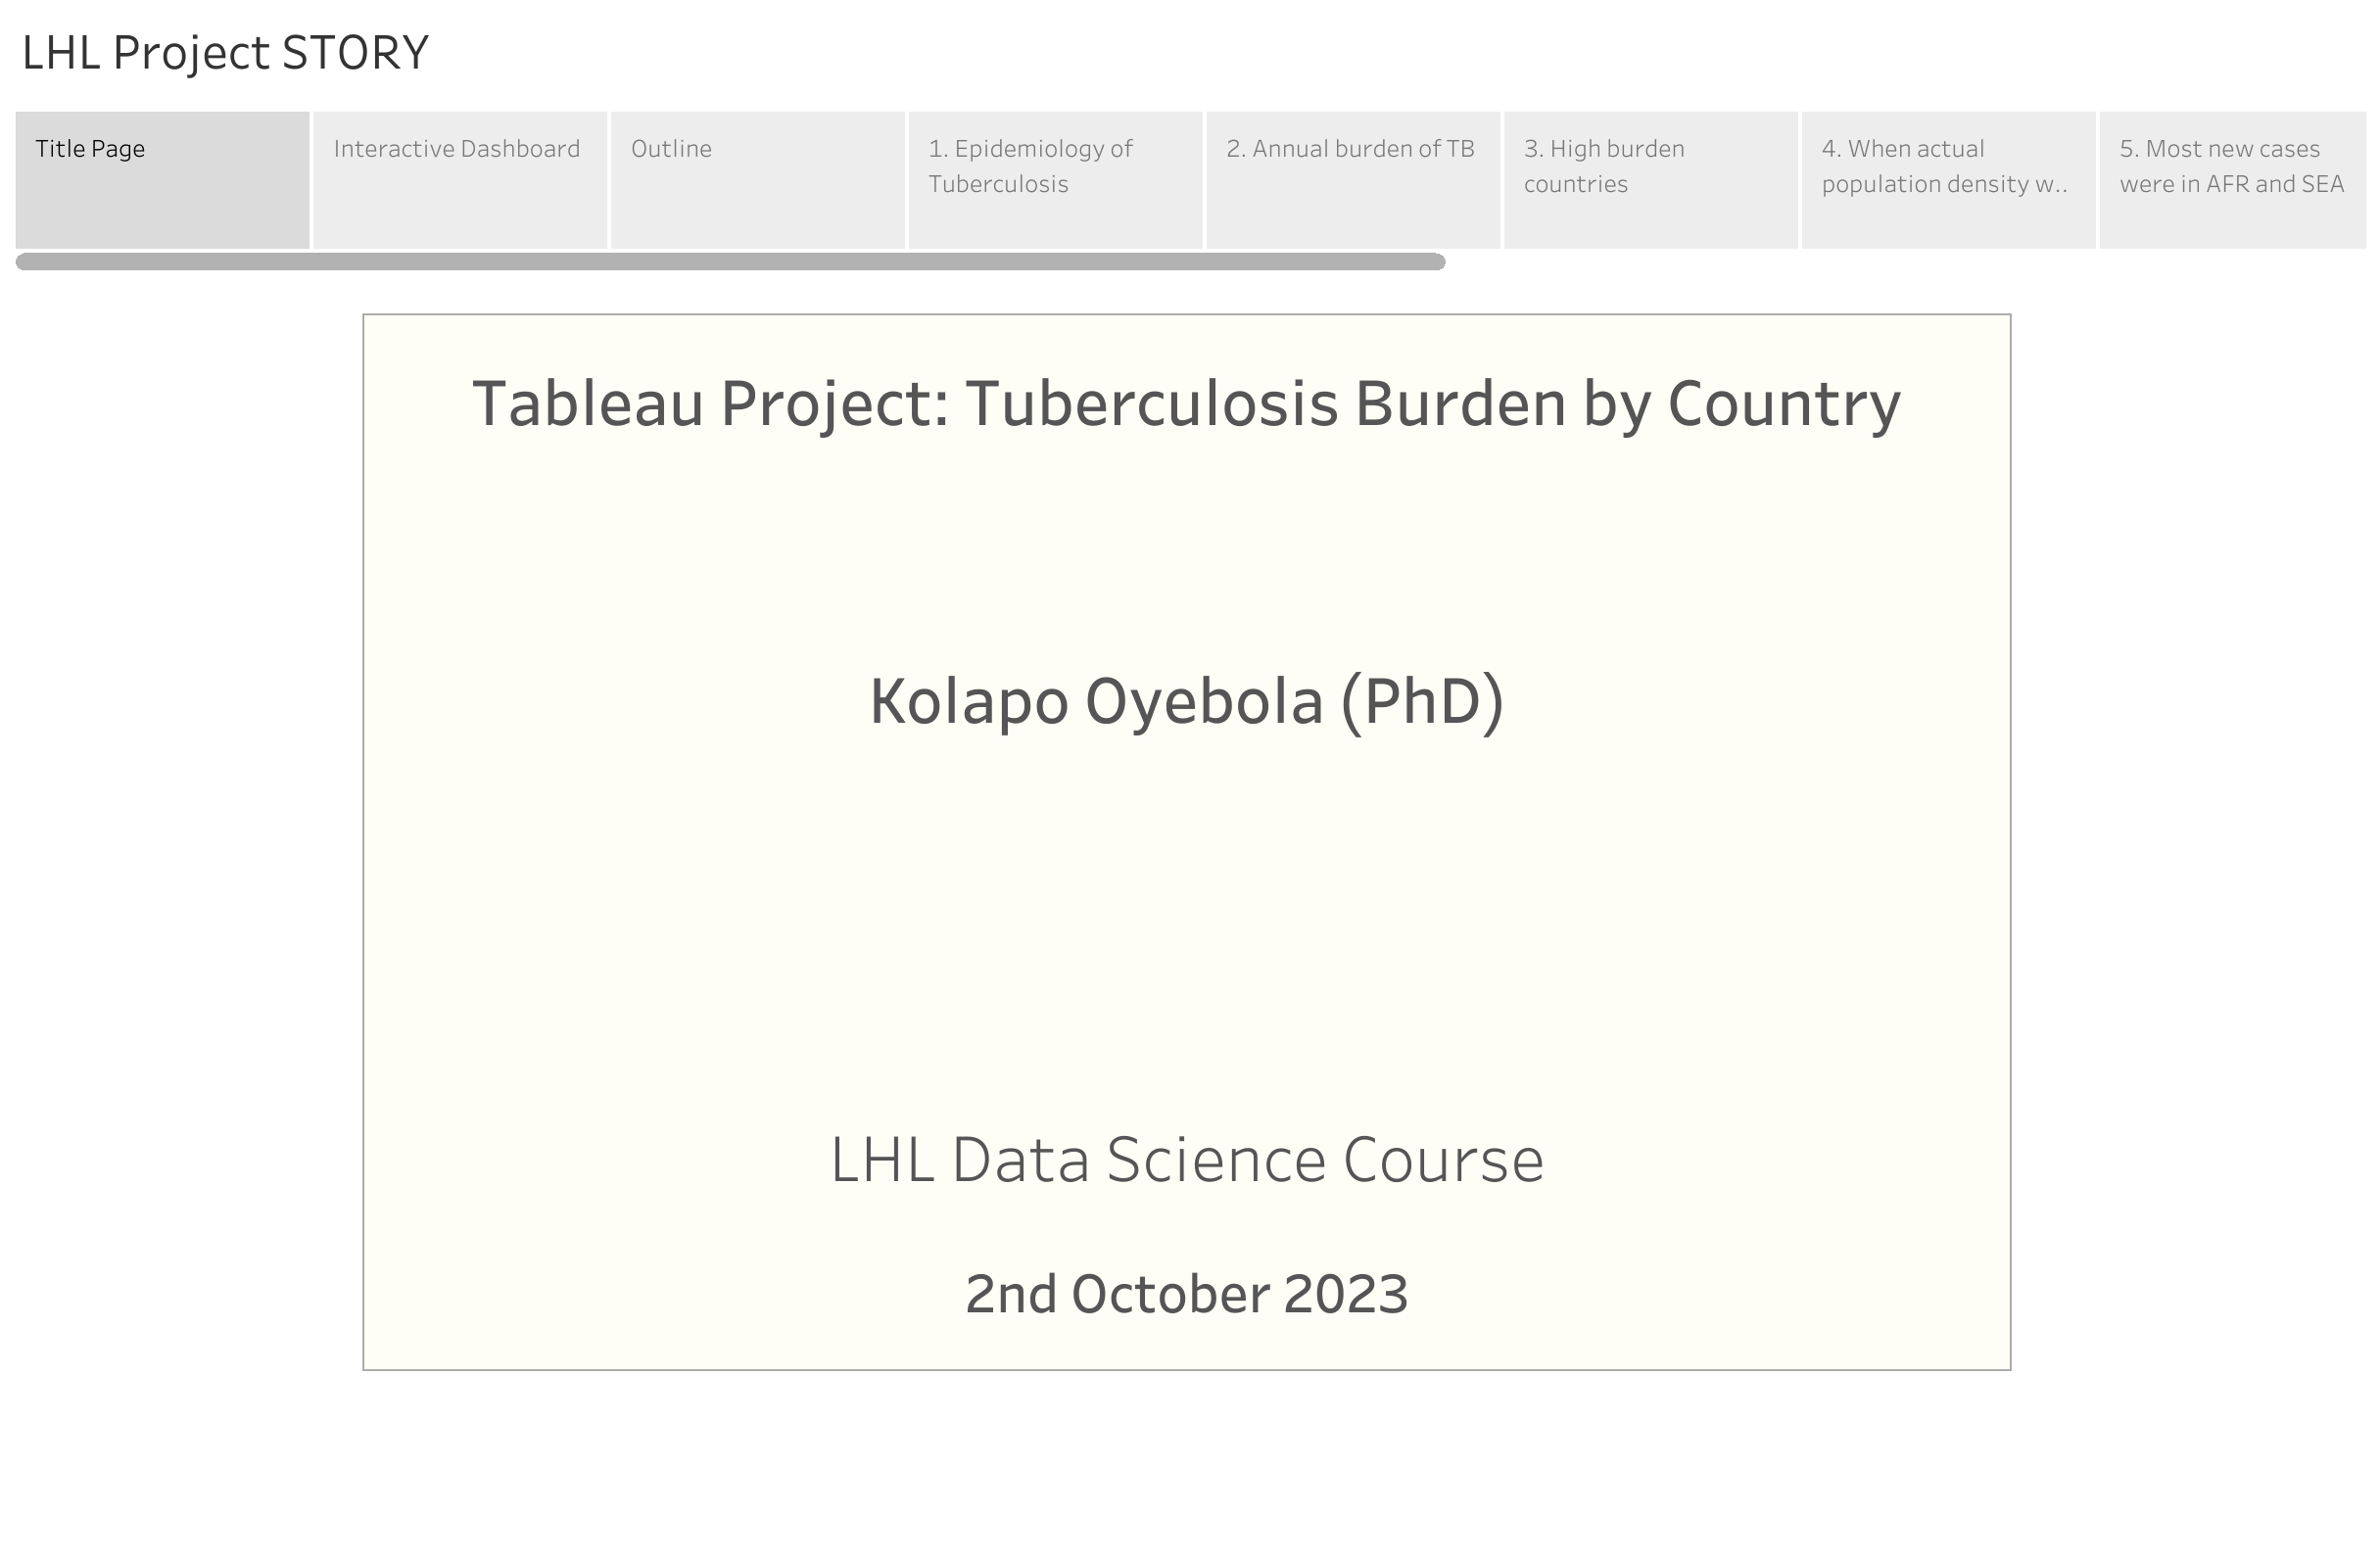 LHL Project STORY
Title Page
Interactive Dashboard
Outline
1. Epidemiology of
Tuberculosis
2. Annual burden of TB
3. High burden
countries
4. When actual
population density w..
5. Most new cases
were in AFR and SEA
Tableau Project: Tuberculosis Burden by Country
Kolapo Oyebola (PhD)
LHL Data Science Course
2nd October 2023